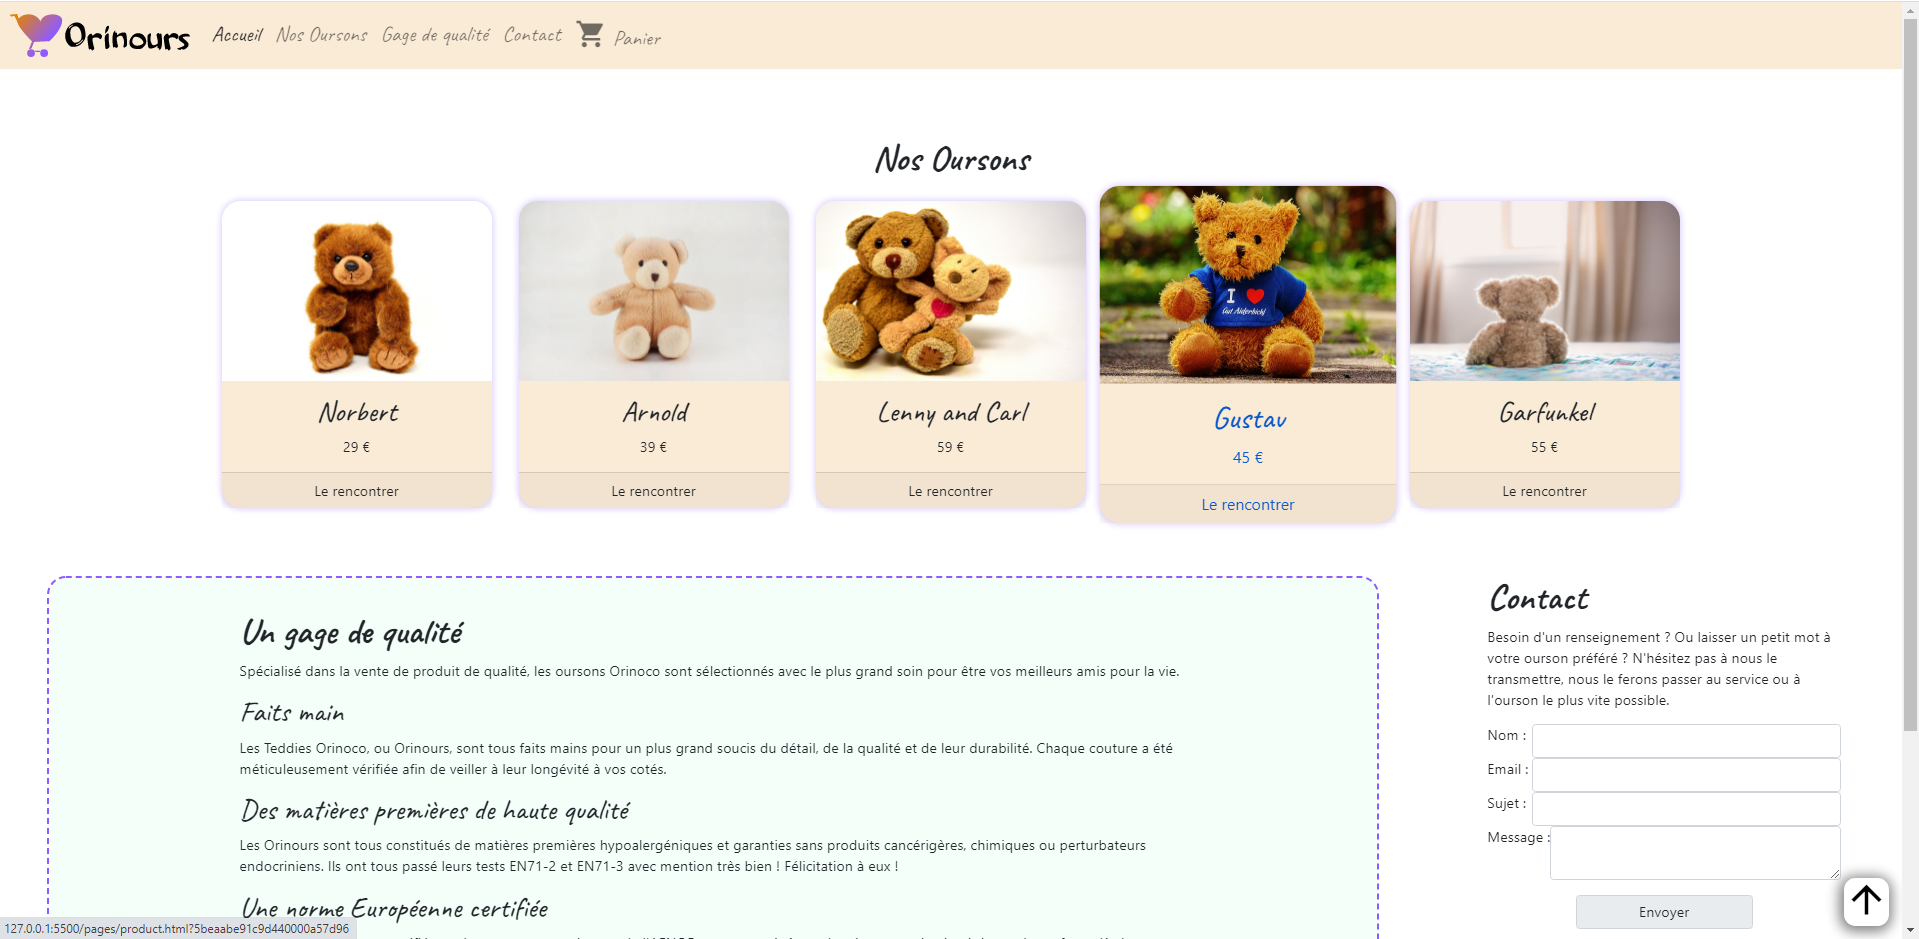 Orinours
Accueil Nos Oursons Gage de qualité Contact Panier
Nos Oursons
I
Gut Aiderbichl
Norbert
29 €
Le rencontrer
Arnold
39 €
Le rencontrer
Lenny and Carl
59 €
Le rencontrer
Gustav
45 €
Le rencontrer
Garfunkel
55 €
Le rencontrer
Un gage de qualité
Spécialisé dans la vente de produit de qualité, les oursons Orinoco sont sélectionnés avec le plus grand soin pour être vos meilleurs amis pour la vie.
Faits main
Les Teddies Orinoco, ou Orinours, sont tous faits mains pour un plus grand soucis du détail, de la qualité et de leur durabilité. Chaque couture a été
méticuleusement vérifiée afin de veiller à leur longévité à vos cotés.
Des matières premières de haute qualité
Les Orinours sont tous constitués de matières premières hypoalergéniques et garanties sans produits cancérigères, chimiques ou perturbateurs
endocriniens. Ils ont tous passé leurs tests EN71-2 et EN71-3 avec mention très bien ! Félicitation à eux !
Une norme Européenne certifiée
Contact
Besoin d'un renseignement ? Ou laisser un petit mot à
votre ourson préféré ? N'hésitez pas à nous le
transmettre, nous le ferons passer au service ou à
l'ourson le plus vite possible.
Nom :
Email :
Sujet :
Message :
Envoyer
127.0.0.1:5500/pages/product.html?5beaabe91c9d440000a57d96